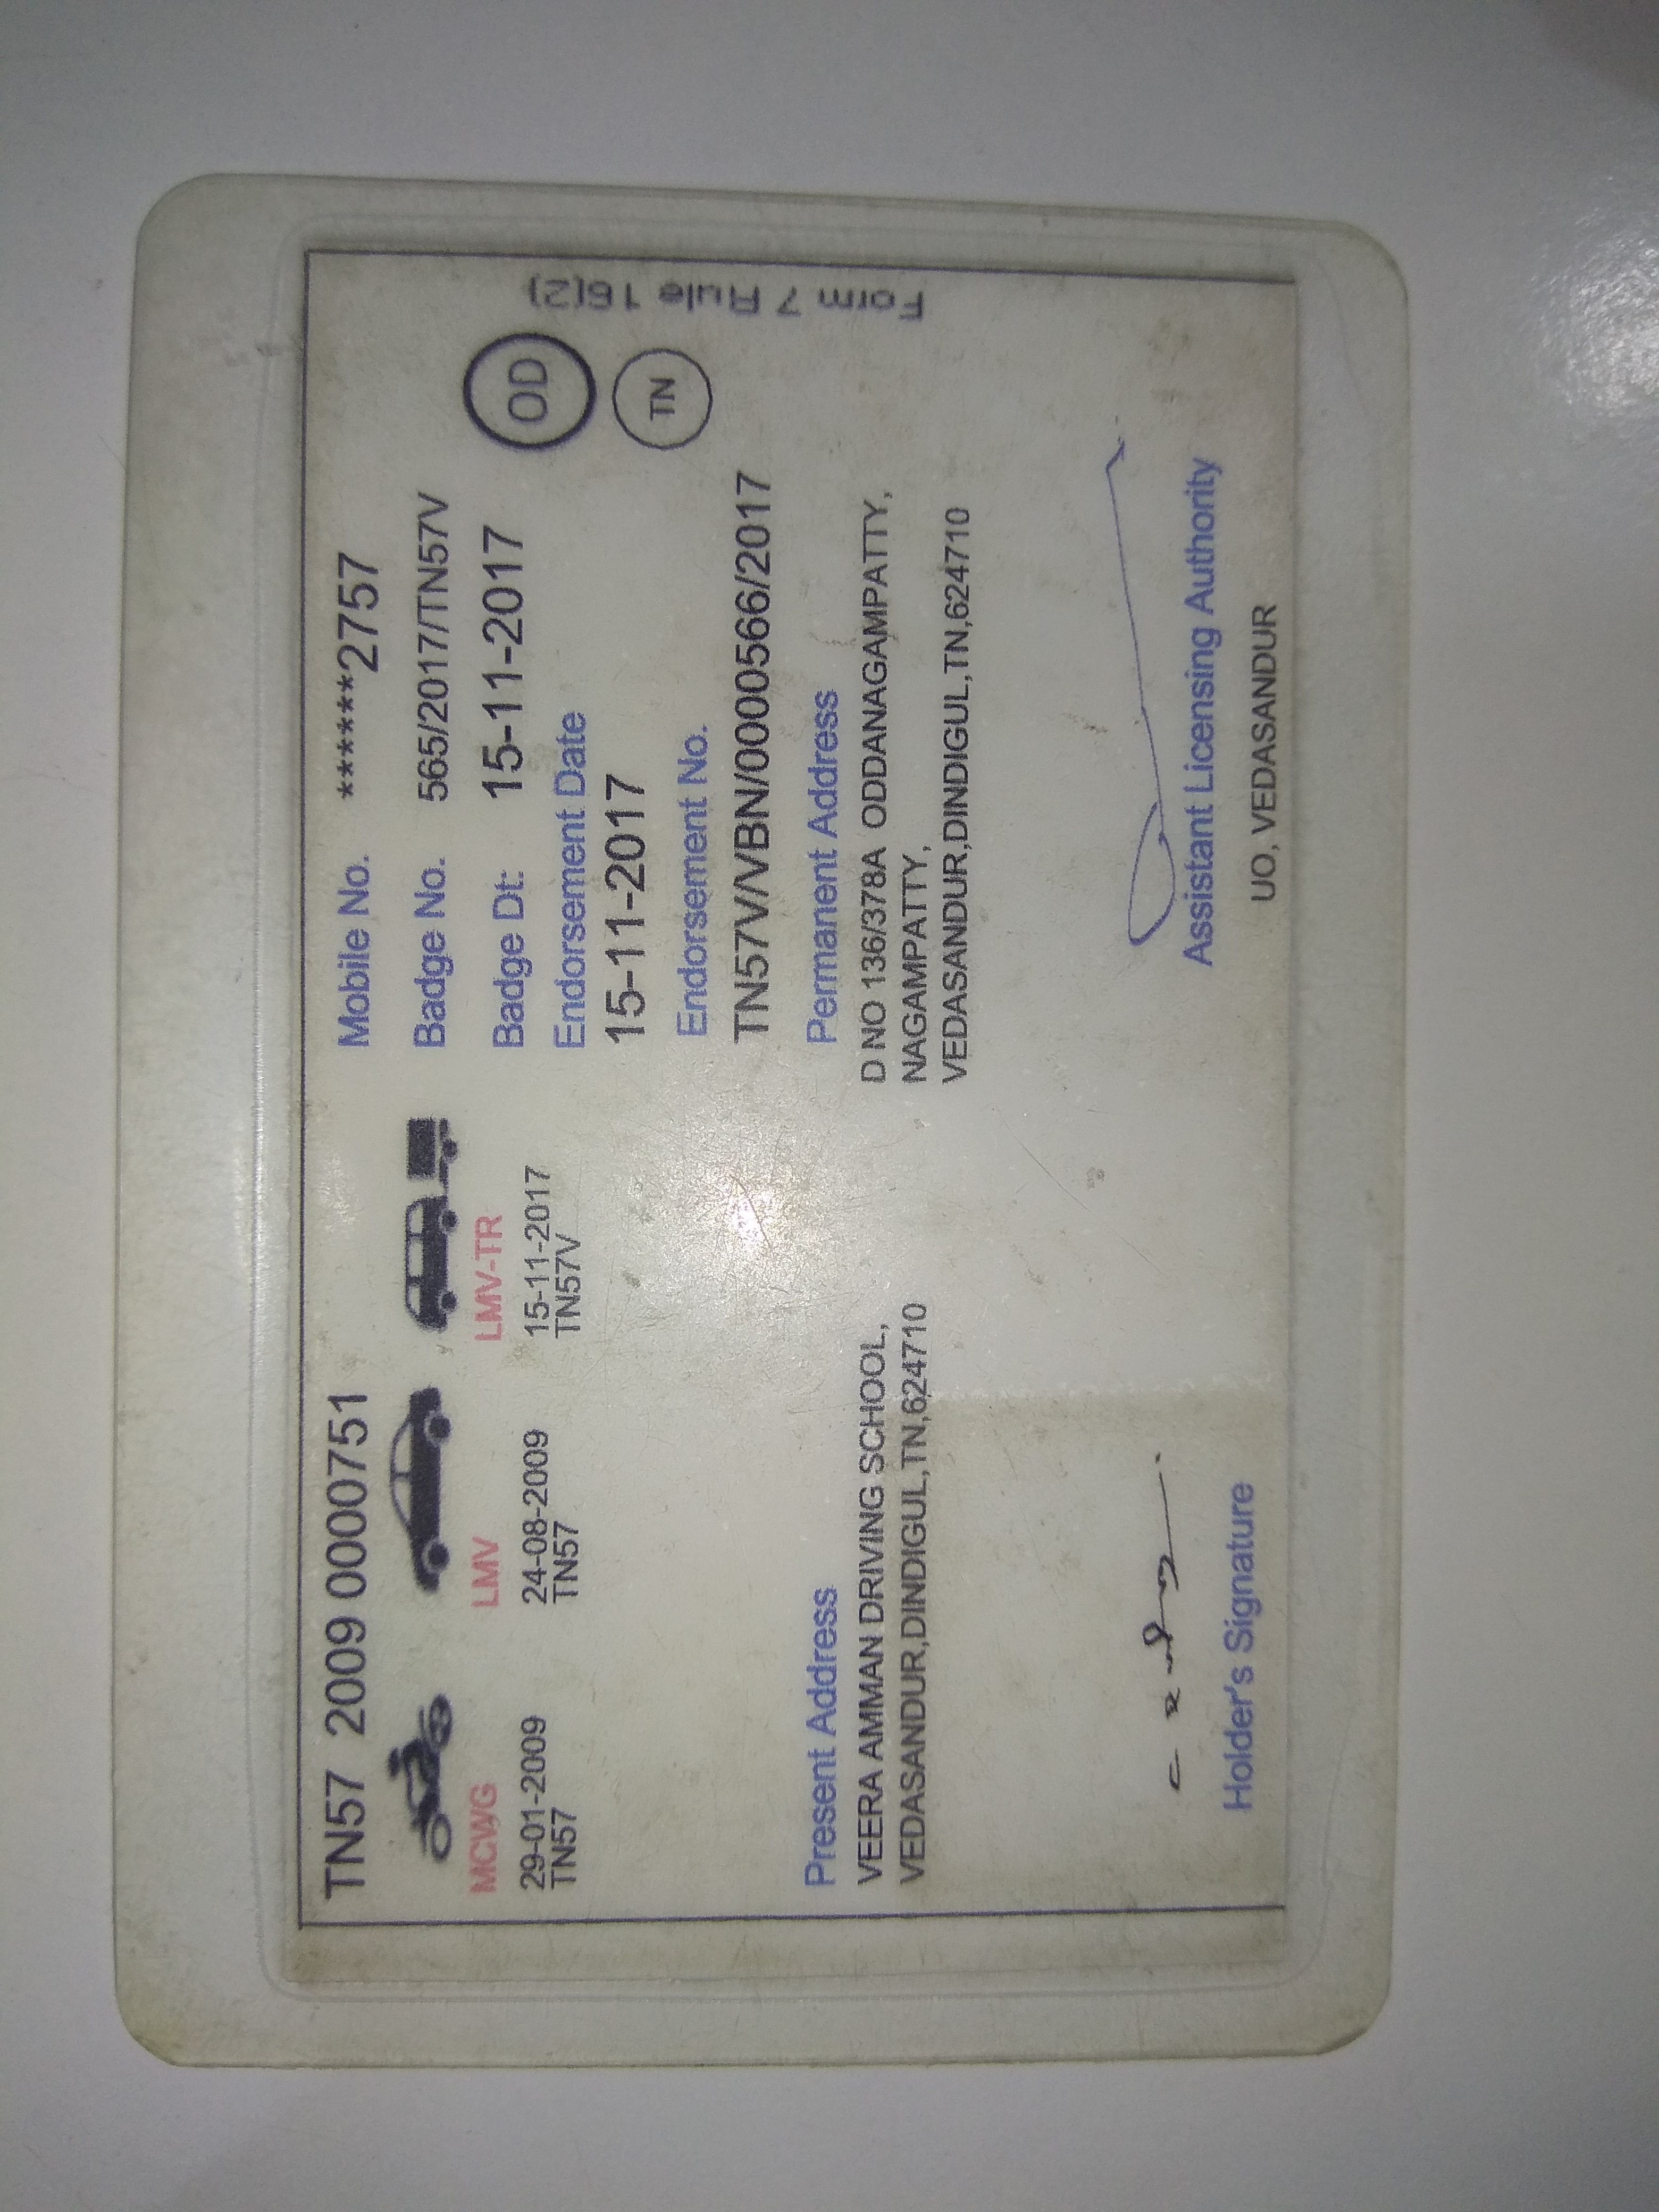 TN57 2009 0000751
MCWG
29-01-2009
TN57
LMV
24-08-2009
TN57
LMV-TR
15-11-2017
TN57V
Mobile No. ******2757
Badge No. 565/2017/TN57V
Badge Dt: 15-11-2017
Endorsement Date
15-11-2017
Endorsement No.
TN57V/VBN/0000566/2017
OD
TN
Form 7 Rule 16(2)
Present Address
VEERA AMMAN DRIVING SCHOOL,
VEDASANDUR,DINDIGUL,TN,624710
Permanent Address
D NO 136/378A ODDANAGAMPATTY,
NAGAMPATTY,
VEDASANDUR,DINDIGUL,TN,624710
Holder's Signature
Assistant Licensing Authority
UO, VEDASANDUR